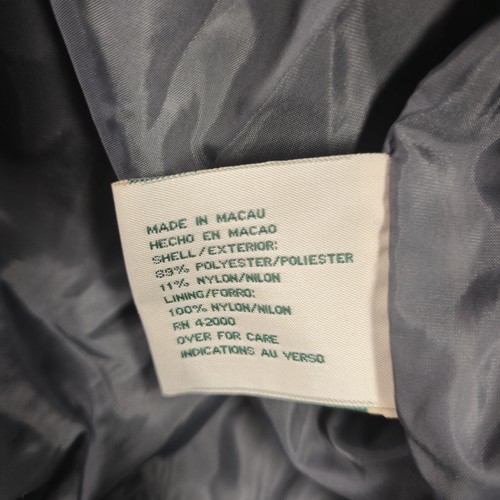 MADE IN MACAU
HECHO EN MACAO
SHELL/EXTERIOR:
89% POLYESTER/POLIESTER
11% NYLON/NILON
LINING/FORRO:
100% NYLON/NILON
RN 42000
OVER FOR CARE
INDICATIONS AU VERSO